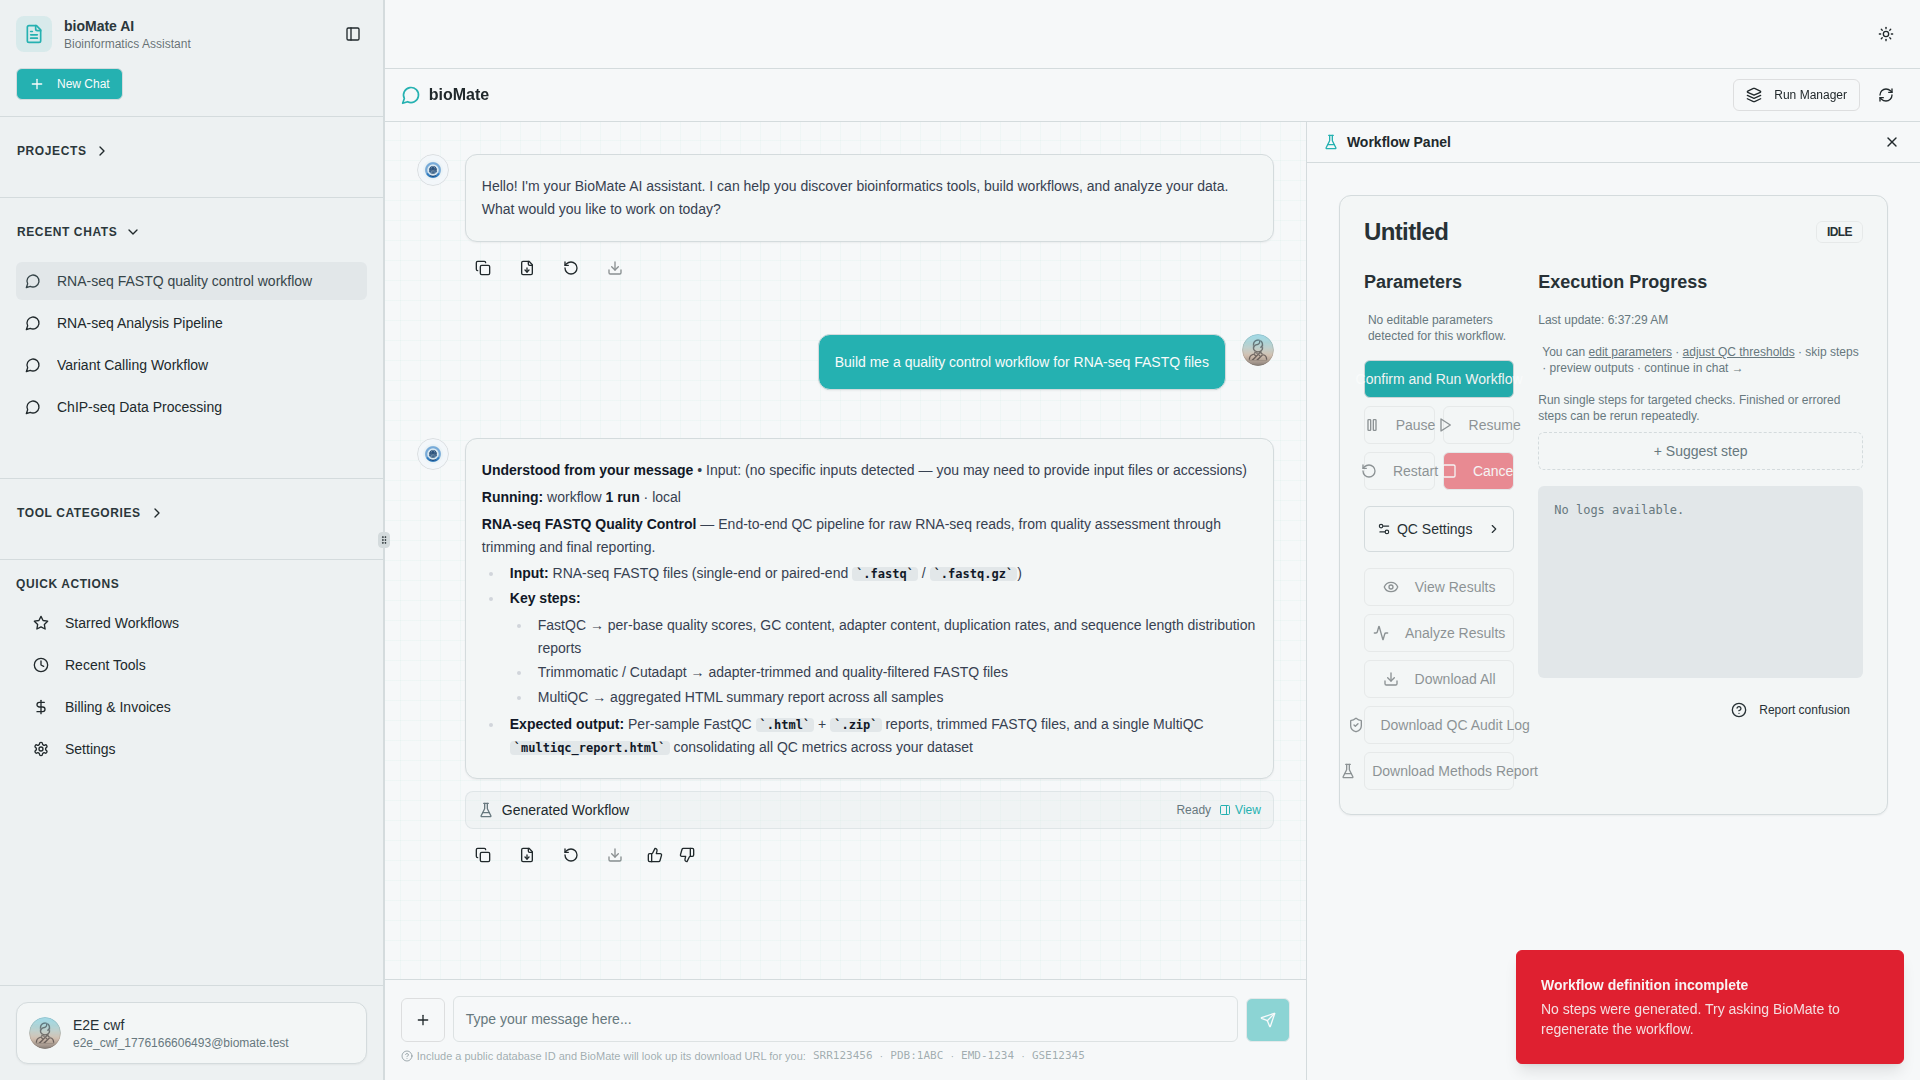 bioMate AI
Bioinformatics Assistant
New Chat
PROJECTS
RECENT CHATS
RNA-seq FASTQ quality control workflow
RNA-seq Analysis Pipeline
Variant Calling Workflow
ChIP-seq Data Processing
TOOL CATEGORIES
QUICK ACTIONS
Starred Workflows
Recent Tools
Billing & Invoices
Settings
E2E cwf
e2e_cwf_1776166606493@biomate.test
bioMate
Run Manager
Hello! I'm your BioMate AI assistant. I can help you discover bioinformatics tools, build workflows, and analyze your data.
What would you like to work on today?
Build me a quality control workflow for RNA-seq FASTQ files
Understood from your message • Input: (no specific inputs detected — you may need to provide input files or accessions)
Running: workflow 1 run · local
RNA-seq FASTQ Quality Control — End-to-end QC pipeline for raw RNA-seq reads, from quality assessment through
trimming and final reporting.
Input: RNA-seq FASTQ files (single-end or paired-end `.fastq` / `.fastq.gz`)
Key steps:
FastQC → per-base quality scores, GC content, adapter content, duplication rates, and sequence length distribution
reports
Trimmomatic / Cutadapt → adapter-trimmed and quality-filtered FASTQ files
MultiQC → aggregated HTML summary report across all samples
Expected output: Per-sample FastQC `.html` + `.zip` reports, trimmed FASTQ files, and a single MultiQC
`multiqc_report.html` consolidating all QC metrics across your dataset
Generated Workflow
Ready
View
Type your message here...
Include a public database ID and BioMate will look up its download URL for you: SRR123456 · PDB:1ABC · EMD-1234 · GSE12345
Workflow Panel
Untitled
IDLE
Parameters
No editable parameters
detected for this workflow.
onfirm and Run Workflo
Pause
Resume
Restart
Cance
QC Settings
View Results
Analyze Results
Download All
Download QC Audit Log
Download Methods Report
Execution Progress
Last update: 6:37:29 AM
You can edit parameters · adjust QC thresholds · skip steps
· preview outputs · continue in chat →
Run single steps for targeted checks. Finished or errored
steps can be rerun repeatedly.
+ Suggest step
No logs available.
Report confusion
Workflow definition incomplete
No steps were generated. Try asking BioMate to
regenerate the workflow.